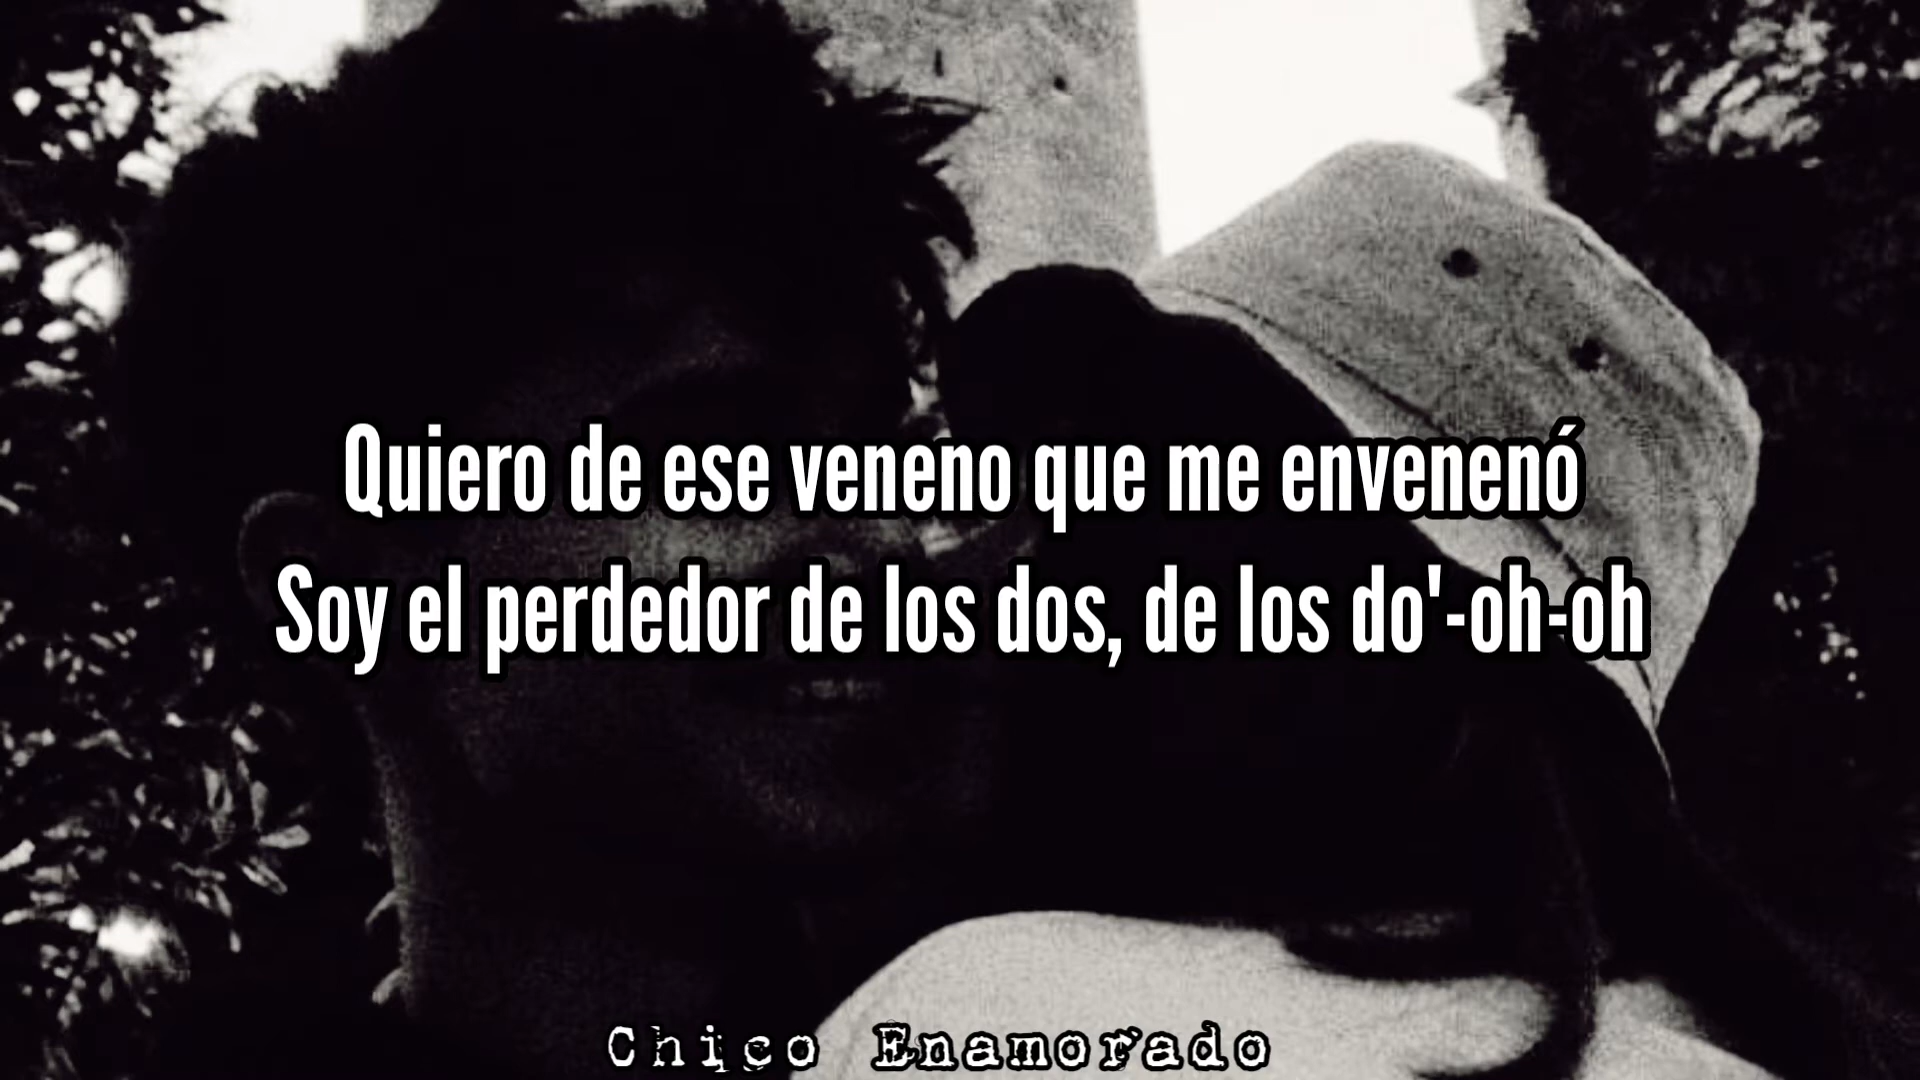 Quiero de ese veneno que me envenenó
Soy el perdedor de los dos, de los do'-oh-oh
Chico Enamorado